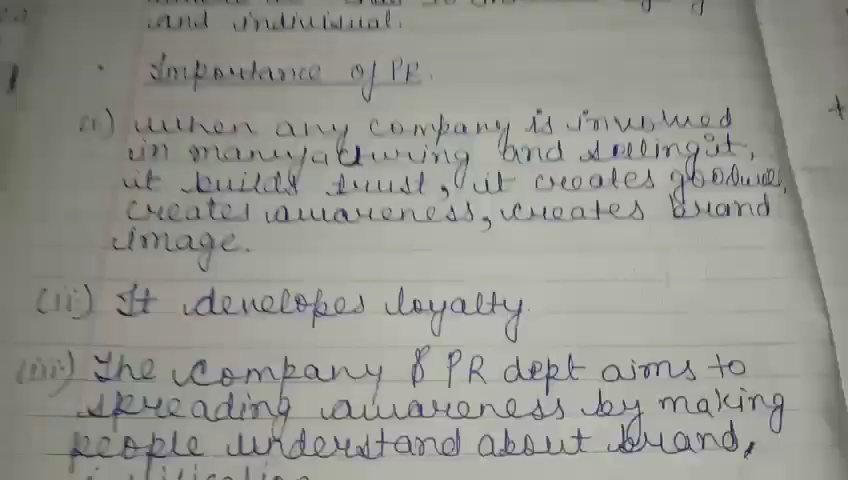 and individual.
Importance of PR.
(i) When any company is involved
in manufacturing and selling it,
it builds trust, it creates goodwill,
creates awareness, creates brand
image.
(ii) It developes loyalty.
(iii) The company & PR dept aims to
spreading awareness by making
people understand about brand,